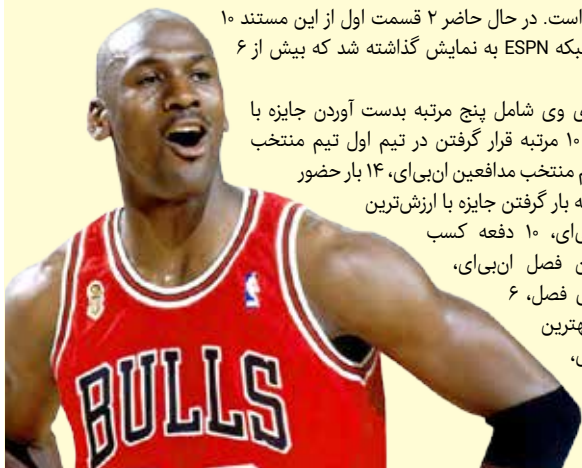 است. در حال حاضر ۲ قسمت اول از این مستند ۱۰
شبکه ESPN به نمایش گذاشته شد که بیش از ۶
وی شامل پنج مرتبه بدست آوردن جایزه با
۱۰ مرتبه قرار گرفتن در تیم اول تیم منتخب
منتخب مدافعین ان‌بی‌ای، ۱۴ بار حضور
بار گرفتن جایزه با ارزش‌ترین
۱۰ دفعه کسب
فصل ان‌بی‌ای،
فصل، ۶
BULLS